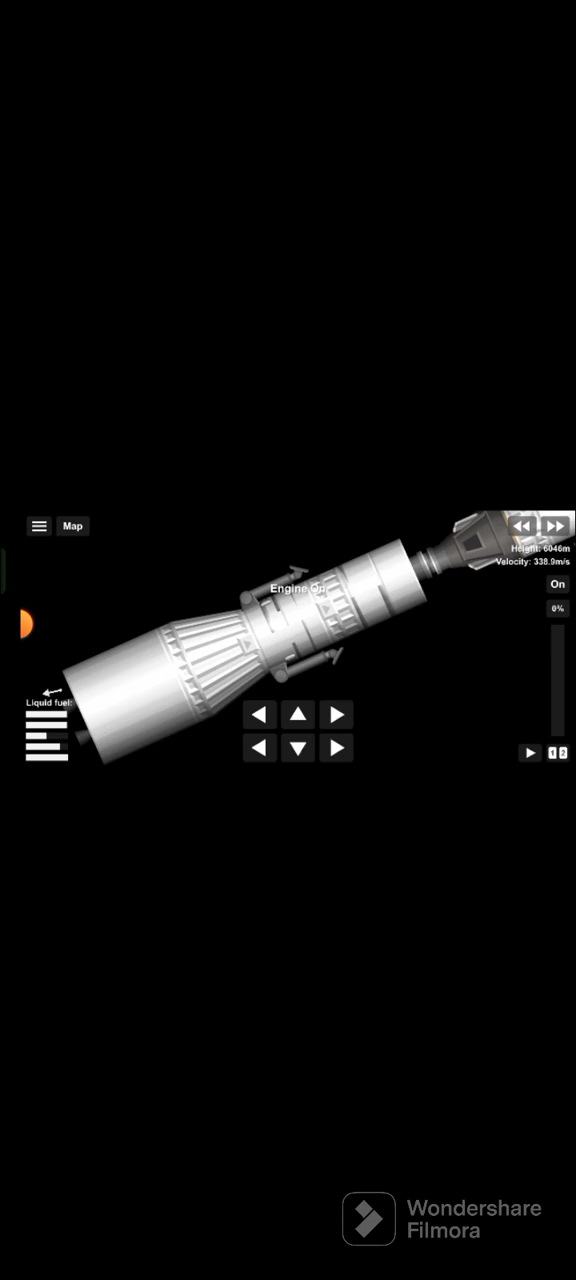 Map
Height: 6046m
Velocity: 338.9m/s
On
Engine On
0%
Liquid fuel:
1 2
Wondershare
Filmora